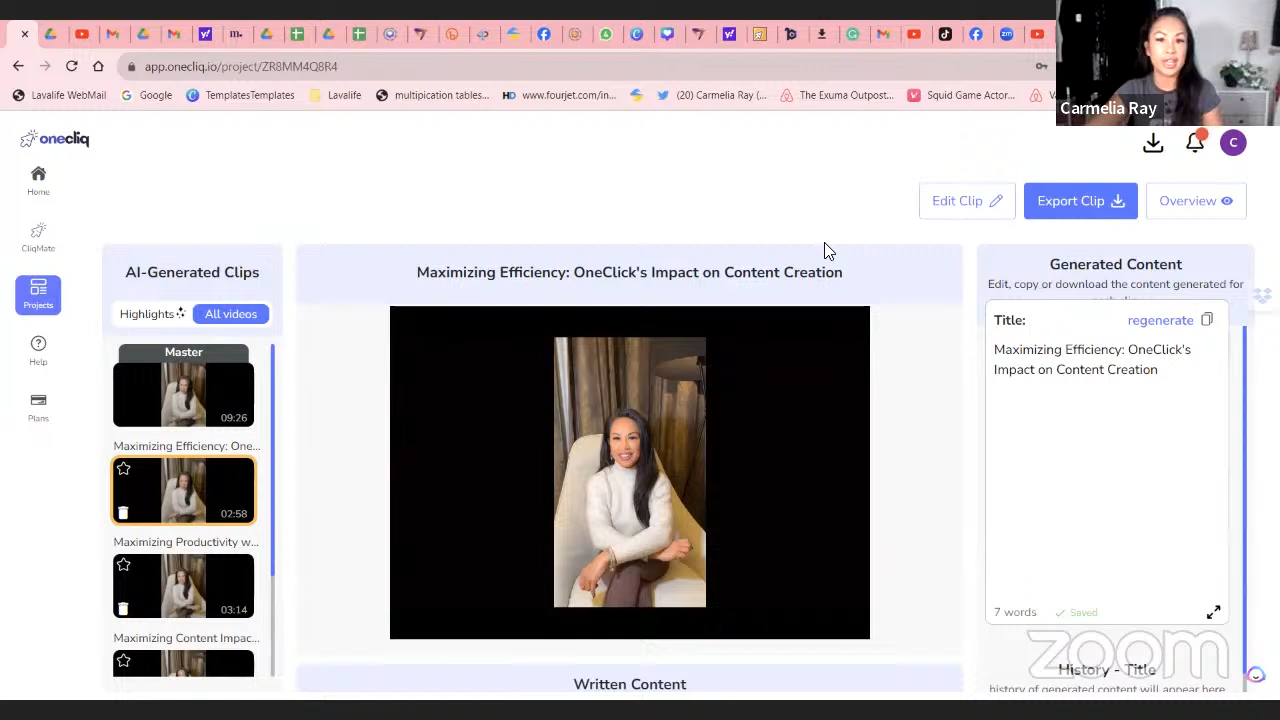 Carmelia Ray
app.onecliq.io/project/ZR8MM4Q8R4
Lavalife WebMail
Google
TemplatesTemplates
Lavalife
multipication tables...
HD www.fourjet.com/in...
(20) Carmelia Ray (...
The Exuma Outpost...
Squid Game Actor...
onecliq
C
Home
CliqMate
Projects
Help
Plans
Edit Clip
Export Clip
Overview
AI-Generated Clips
Highlights
All videos
Master
09:26
Maximizing Efficiency: One...
02:58
Maximizing Productivity w...
03:14
Maximizing Content Impac...
Maximizing Efficiency: OneClick's Impact on Content Creation
Written Content
Generated Content
Edit, copy or download the content generated for
Title:
regenerate
Maximizing Efficiency: OneClick's
Impact on Content Creation
7 words
Saved
zoom
History - Title
history of generated content will appear here